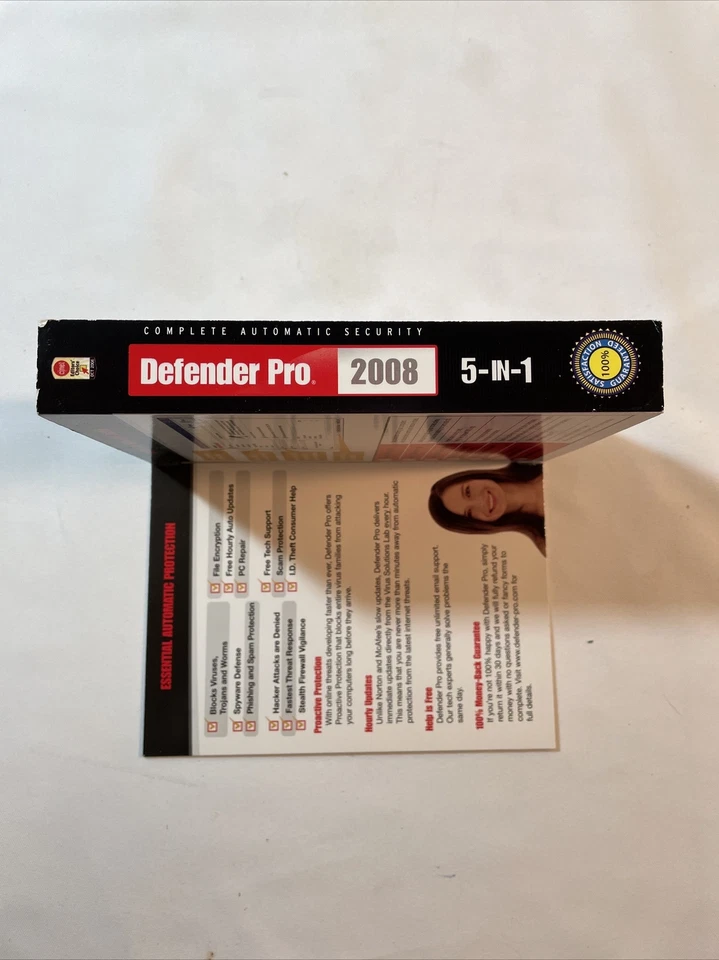 COMPLETE AUTOMATIC SECURITY
Defender Pro®
2008
5-IN-1
100%
SATISFACTION GUARANTEED
ESSENTIAL AUTOMATIC PROTECTION
Blocks Viruses,
Trojans and Worms
Spyware Defense
Phishing and Spam Protection
Hacker Attacks are Denied
Fastest Threat Response
Stealth Firewall Vigilance
File Encryption
Free Hourly Auto Updates
PC Repair
Free Tech Support
Scam Protection
I.D. Theft Consumer Help
Proactive Protection
With online threats developing faster than ever, Defender Pro offers
Proactive Protection that blocks entire virus families from attacking
your computers long before they arrive.
Hourly Updates
Unlike Norton and McAfee's slow updates, Defender Pro delivers
immediate updates directly from the Virus Solutions Lab every hour.
This means that you are never more than minutes away from automatic
protection from the latest internet threats.
Help is Free
Defender Pro provides free unlimited email support.
Our tech experts generally solve problems the
same day.
100% Money-Back Guarantee
If you're not 100% happy with Defender Pro, simply
return it within 30 days and we will fully refund your
money with no questions asked or fancy forms to
complete. Visit www.defender-pro.com for
full details.